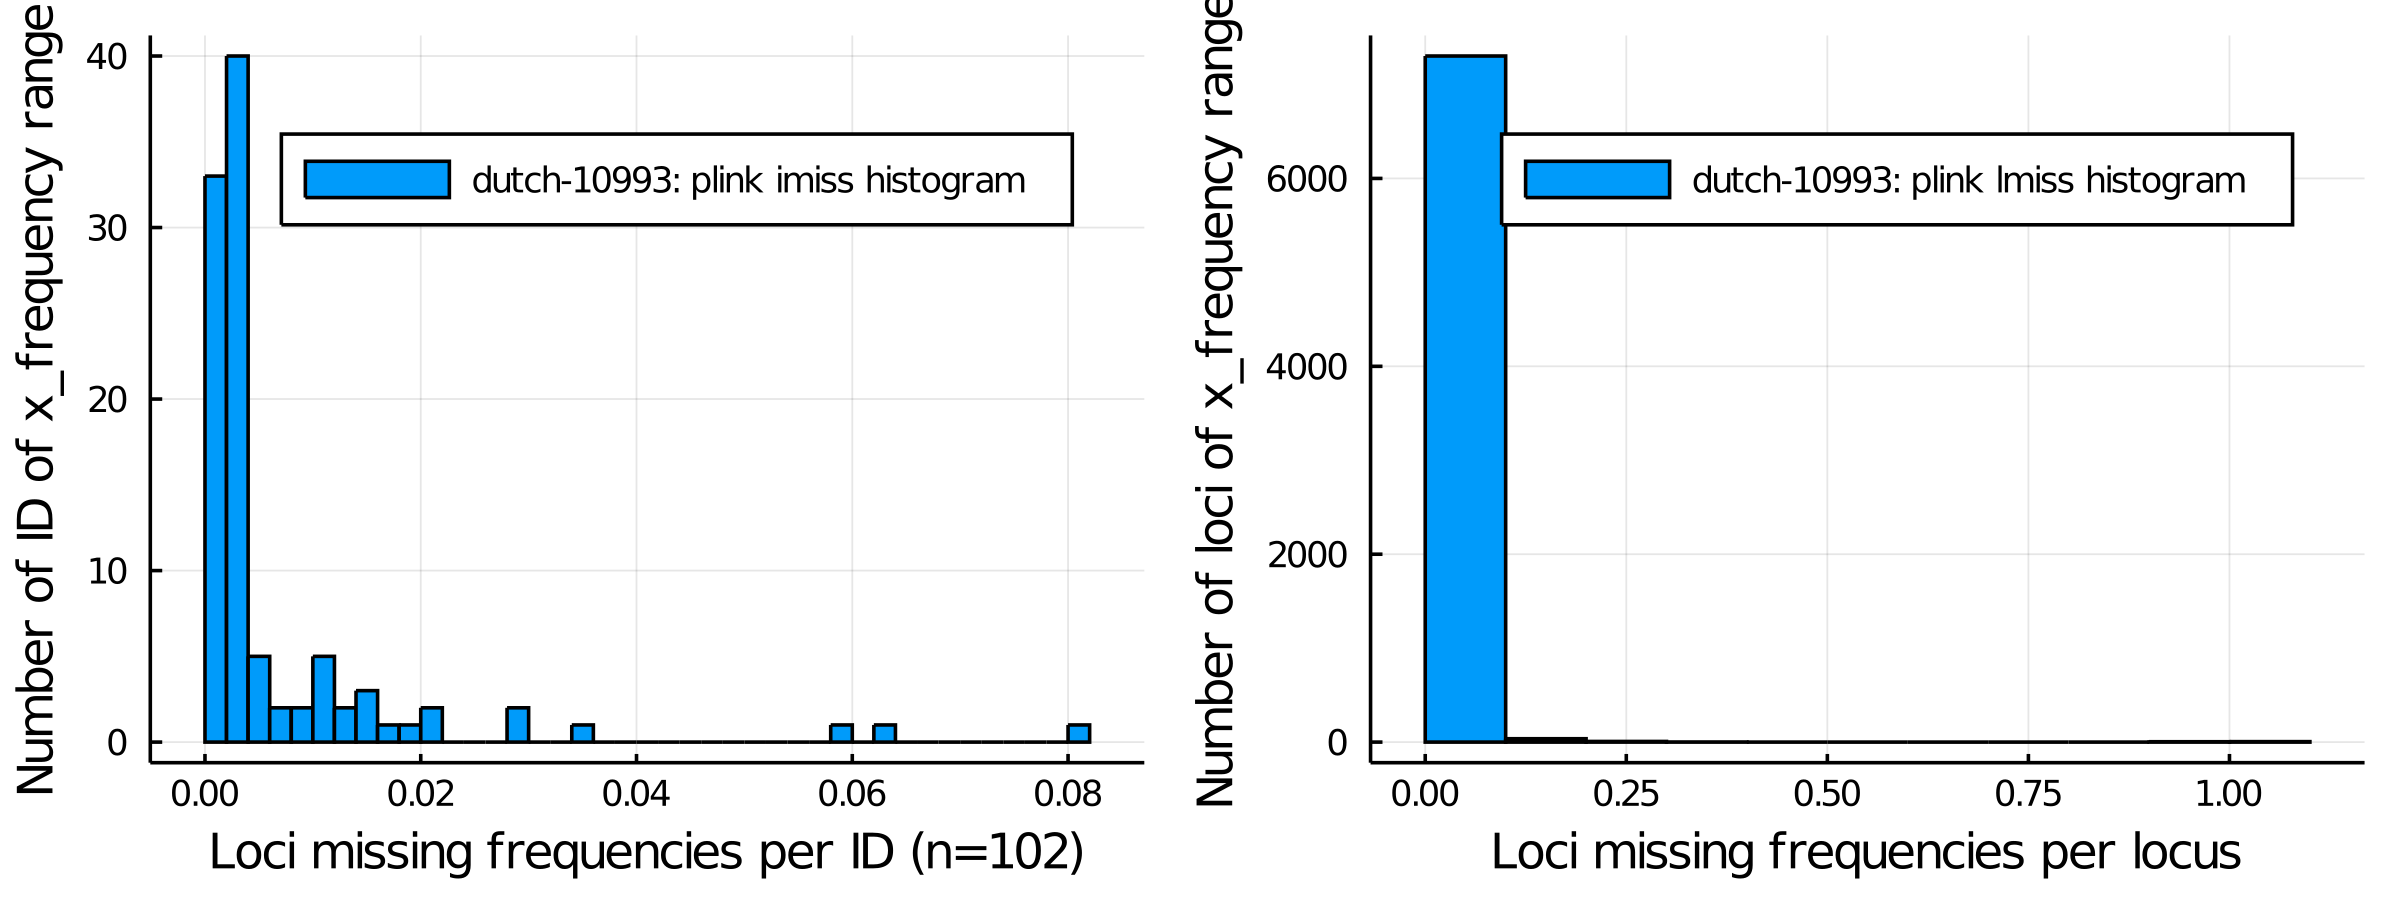 Number of ID of x_frequency range
40
30
20
10
0
dutch-10993: plink imiss histogram
0.00 0.02 0.04 0.06 0.08
Loci missing frequencies per ID (n=102)
Number of loci of x_frequency range
6000
4000
2000
0
dutch-10993: plink lmiss histogram
0.00 0.25 0.50 0.75 1.00
Loci missing frequencies per locus